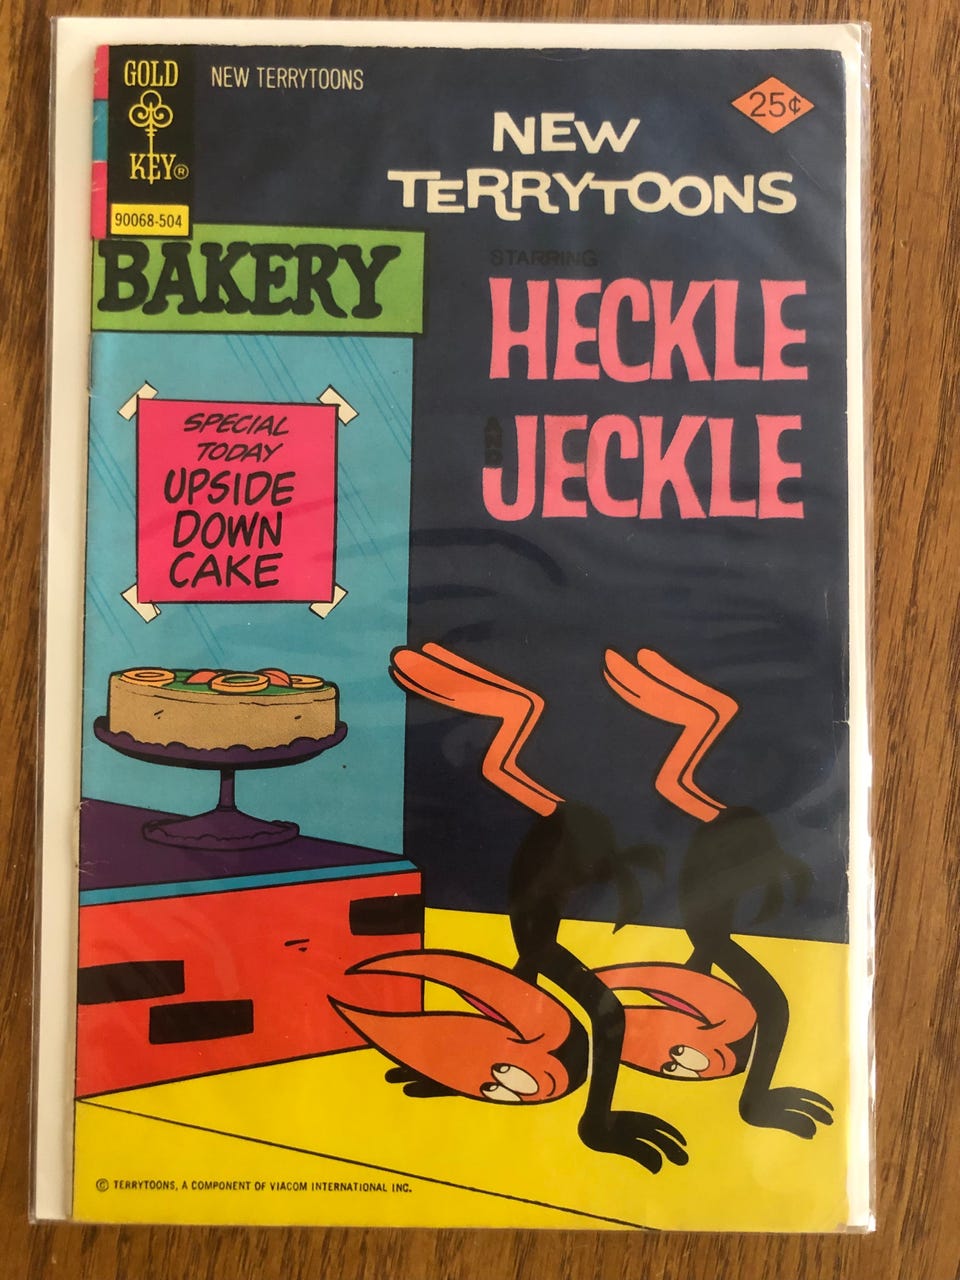 GOLD
KEY®
NEW TERRYTOONS
25¢
90068-504
NEW
TERRYTOONS
STARRING
HECKLE
AND
JECKLE
BAKERY
SPECIAL
TODAY
UPSIDE
DOWN
CAKE
© TERRYTOONS, A COMPONENT OF VIACOM INTERNATIONAL INC.